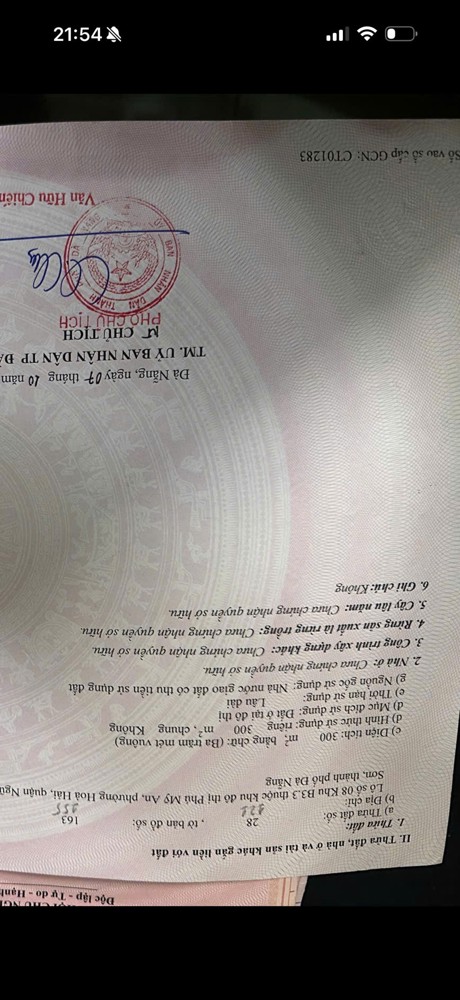 21:54
Độc lập - Tự do - Hạnh
II. Thửa đất, nhà ở và tài sản khác gắn liền với đất
1. Thửa đất:
a) Thửa đất số: 28 , tờ bản đồ số: 163
b) Địa chỉ:
Lô số 08 Khu B3.3 thuộc khu đô thị Phú Mỹ An, phường Hoà Hải, quận Ngũ
Sơn, thành phố Đà Nẵng
c) Diện tích: 300 m², bằng chữ: (Ba trăm mét vuông)
d) Hình thức sử dụng: riêng 300 m², chung Không
đ) Mục đích sử dụng: Đất ở tại đô thị
e) Thời hạn sử dụng: Lâu dài
g) Nguồn gốc sử dụng: Nhà nước giao đất có thu tiền sử dụng đất
2. Nhà ở: Chưa chứng nhận quyền sở hữu.
3. Công trình xây dựng khác: Chưa chứng nhận quyền sở hữu.
4. Rừng sản xuất là rừng trồng: Chưa chứng nhận quyền sở hữu.
5. Cây lâu năm: Chưa chứng nhận quyền sở hữu.
6. Ghi chú: Không
Đà Nẵng, ngày 07 tháng 10 năm
TM. UỶ BAN NHÂN DÂN TP ĐÀ
KT CHỦ TỊCH
PHÓ CHỦ TỊCH
ỦY BAN NHÂN DÂN THÀNH
Văn Hữu Chiến
Số vào sổ cấp GCN: CT01283